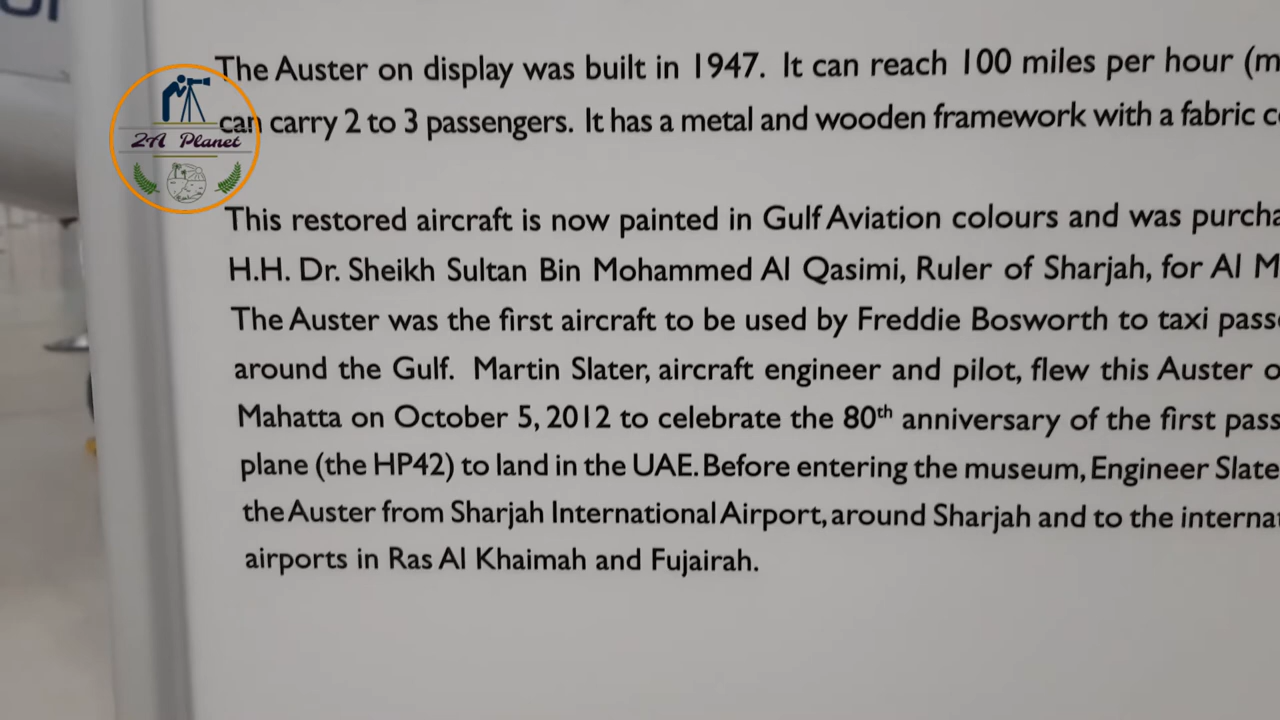 The Auster on display was built in 1947. It can reach 100 miles per hour (m
can carry 2 to 3 passengers. It has a metal and wooden framework with a fabric c
This restored aircraft is now painted in Gulf Aviation colours and was purcha
H.H. Dr. Sheikh Sultan Bin Mohammed Al Qasimi, Ruler of Sharjah, for Al M
The Auster was the first aircraft to be used by Freddie Bosworth to taxi pass
around the Gulf. Martin Slater, aircraft engineer and pilot, flew this Auster o
Mahatta on October 5, 2012 to celebrate the 80th anniversary of the first pass
plane (the HP42) to land in the UAE. Before entering the museum, Engineer Slate
the Auster from Sharjah International Airport, around Sharjah and to the interna
airports in Ras Al Khaimah and Fujairah.
2A Planet